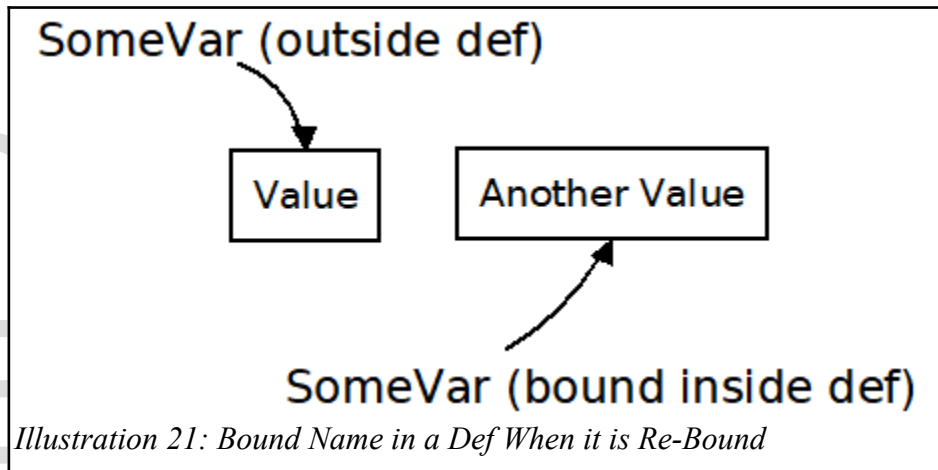 SomeVar (outside def)
Value
Another Value
SomeVar (bound inside def)
Illustration 21: Bound Name in a Def When it is Re-Bound